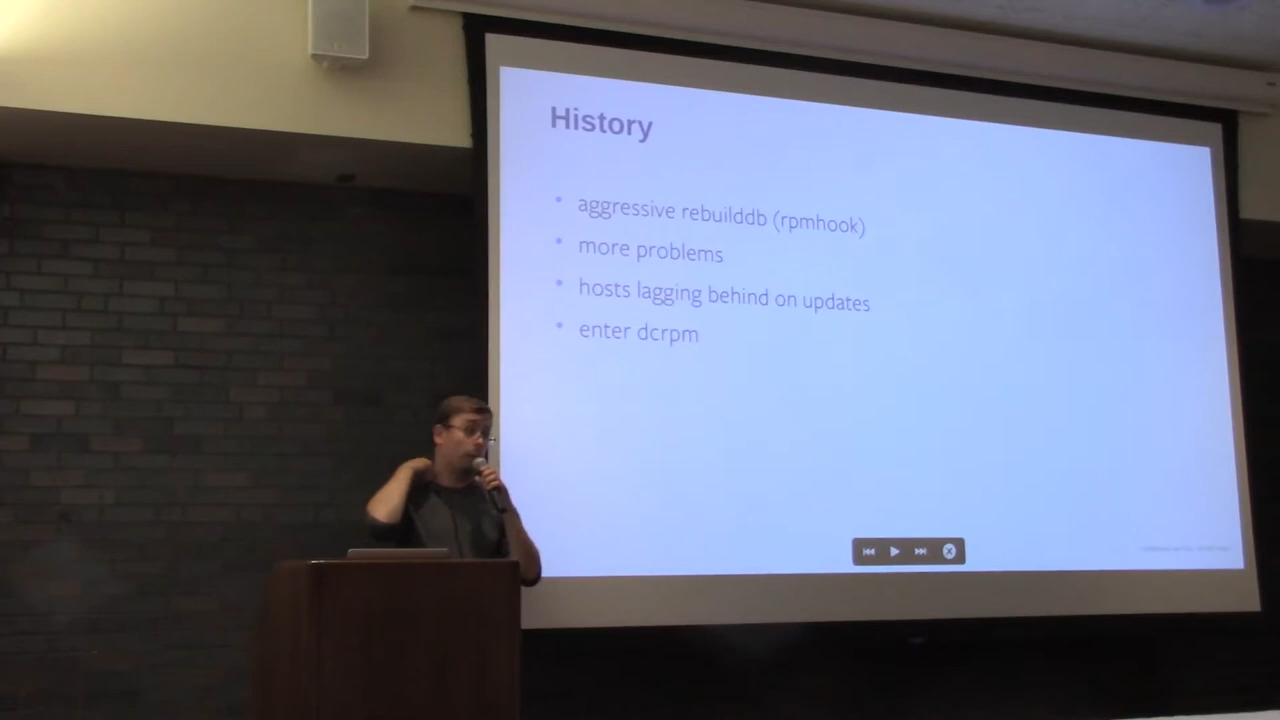 History
• aggressive rebuilddb (rpmhook)
• more problems
• hosts lagging behind on updates
• enter dcrpm